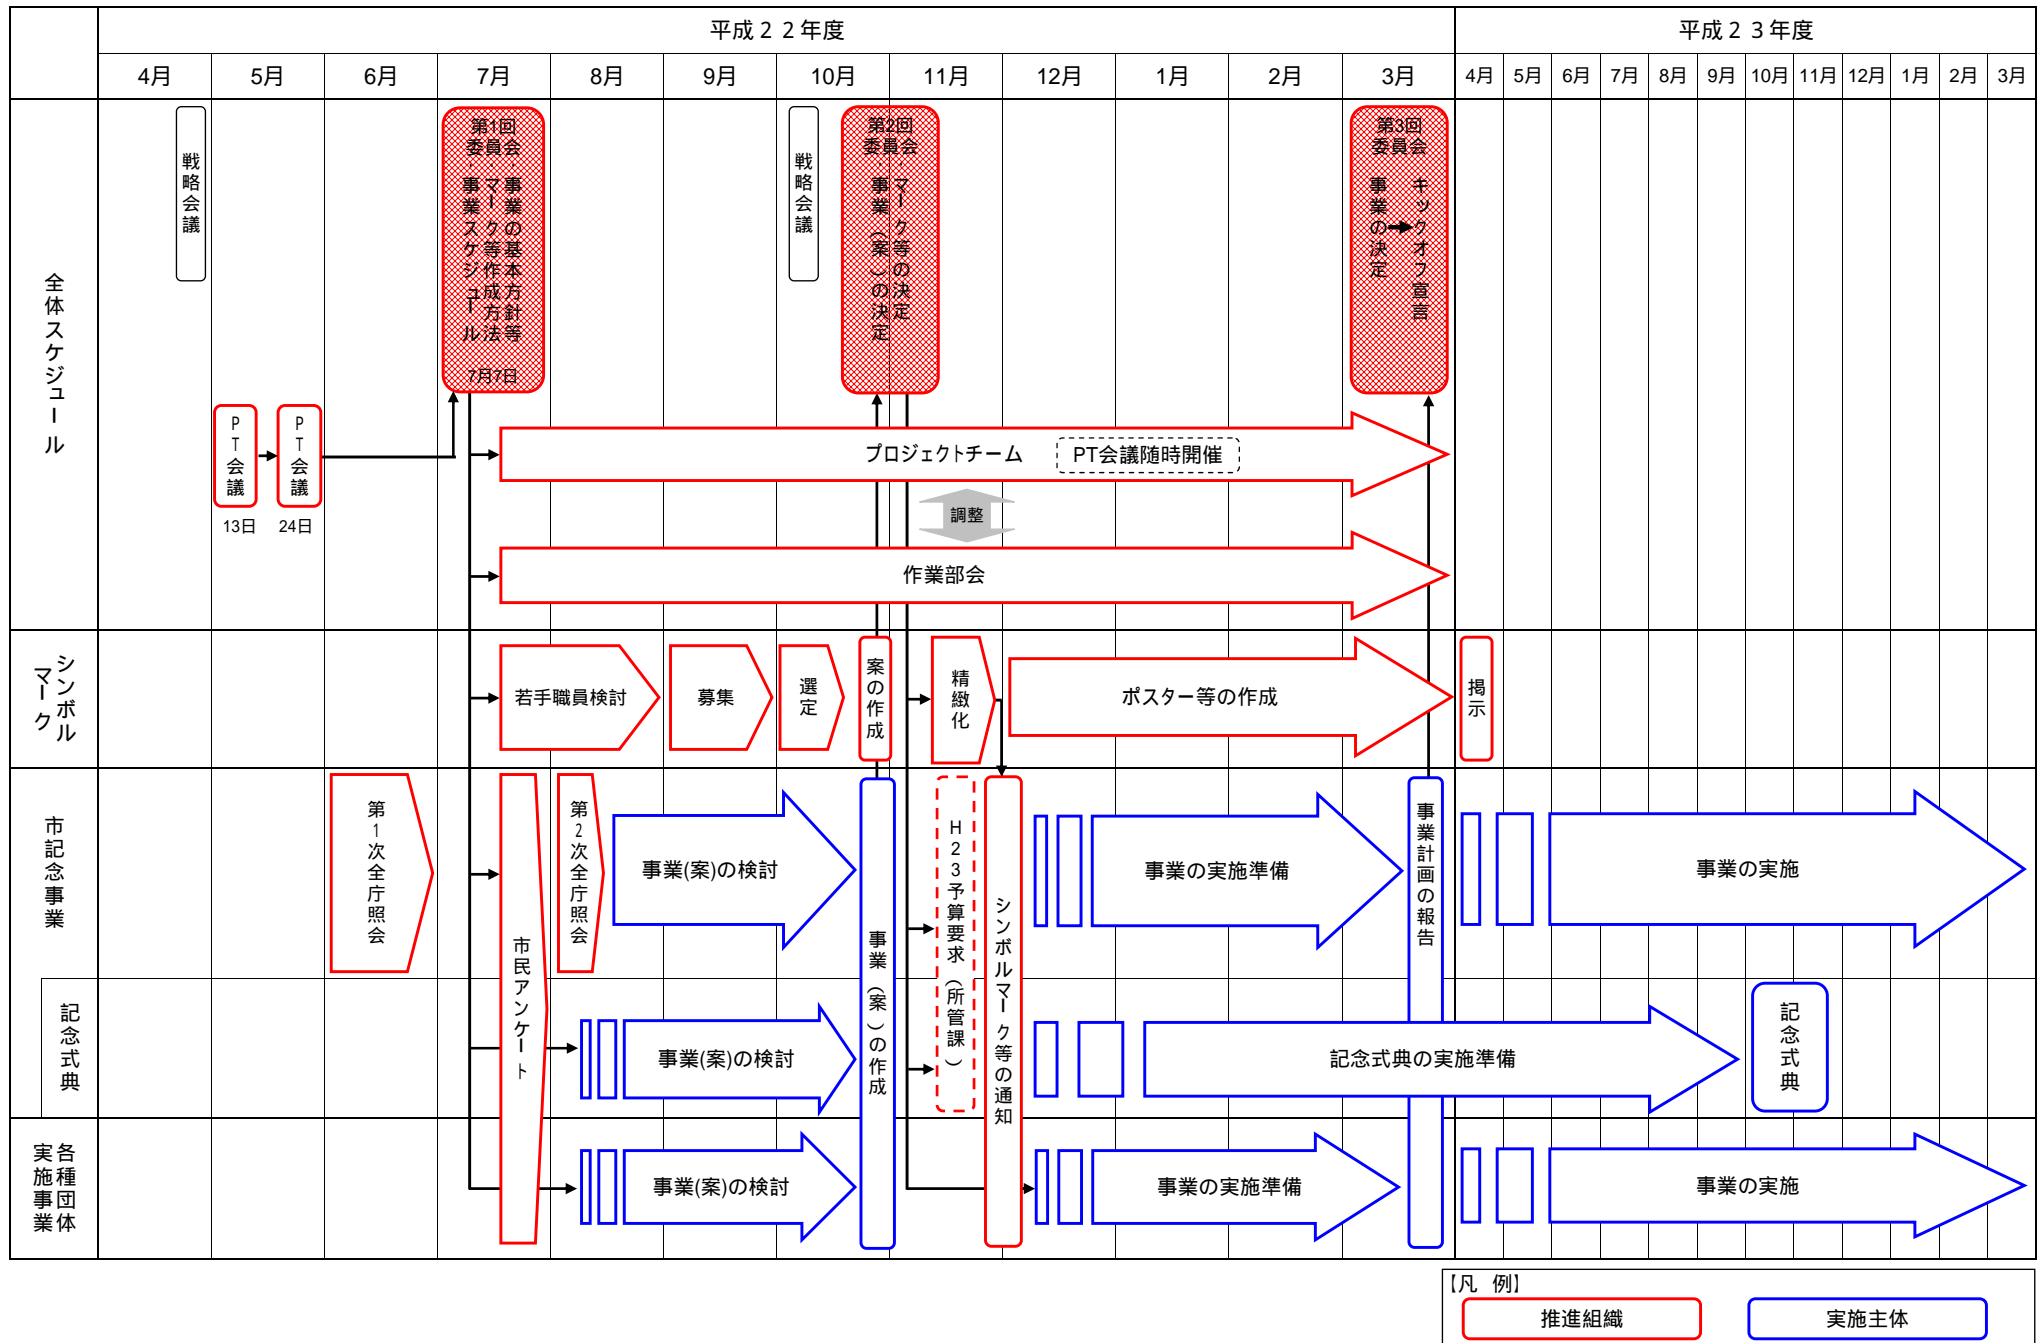 平成２２年度
平成２３年度
4月 5月 6月 7月 8月 9月 10月 11月 12月 1月 2月 3月
4月 5月 6月 7月 8月 9月 10月 11月 12月 1月 2月 3月
全体スケジュール
戦略会議
第1回
委員会
・事業の基本方針等
・マーク等作成方法
・事業スケジュール
7月7日
戦略会議
第2回
委員会
・マーク等の決定
・事業（案）の決定
第3回
委員会
事業の決定
キックオフ宣言
PT会議
13日
PT会議
24日
プロジェクトチーム
PT会議随時開催
調整
作業部会
シンボル
マーク
若手職員検討
募集
選定
案の作成
精緻化
ポスター等の作成
掲示
市記念事業
第1次全庁照会
市民アンケート
第2次全庁照会
事業(案)の検討
事業（案）の作成
H23予算要求（所管課）
シンボルマーク等の通知
事業の実施準備
事業計画の報告
事業の実施
記念式典
事業(案)の検討
記念式典の実施準備
記念式典
各種団体
実施事業
事業(案)の検討
事業の実施準備
事業の実施
【凡 例】
推進組織
実施主体